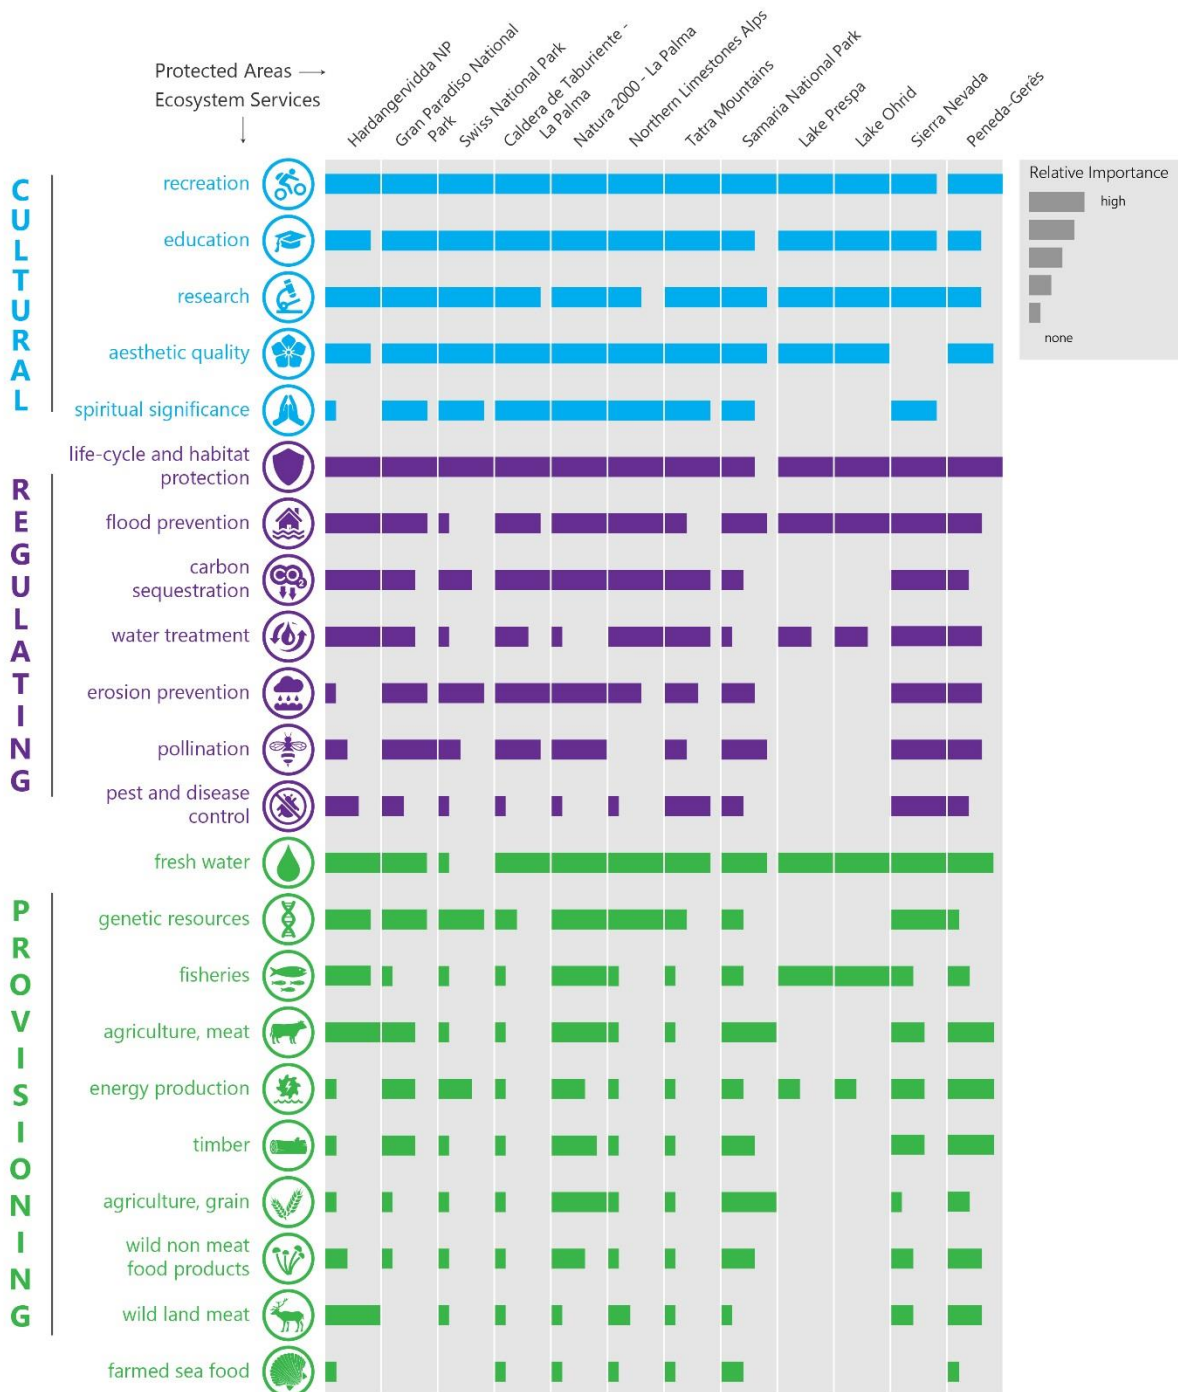 Protected Areas
Ecosystem Services
Hardangervidda NP
Gran Paradiso National
Park
Swiss National Park
Caldera de Taburiente -
La Palma
Natura 2000 - La Palma
Northern Limestones Alps
Tatra Mountains
Samaria National Park
Lake Prespa
Lake Ohrid
Sierra Nevada
Peneda-Gerês
Relative Importance
high
none
CULTURAL
recreation
education
research
aesthetic quality
spiritual significance
REGULATING
life-cycle and habitat
protection
flood prevention
carbon
sequestration
CO2
water treatment
erosion prevention
pollination
pest and disease
control
PROVISIONING
fresh water
genetic resources
fisheries
agriculture, meat
energy production
timber
agriculture, grain
wild non meat
food products
wild land meat
farmed sea food